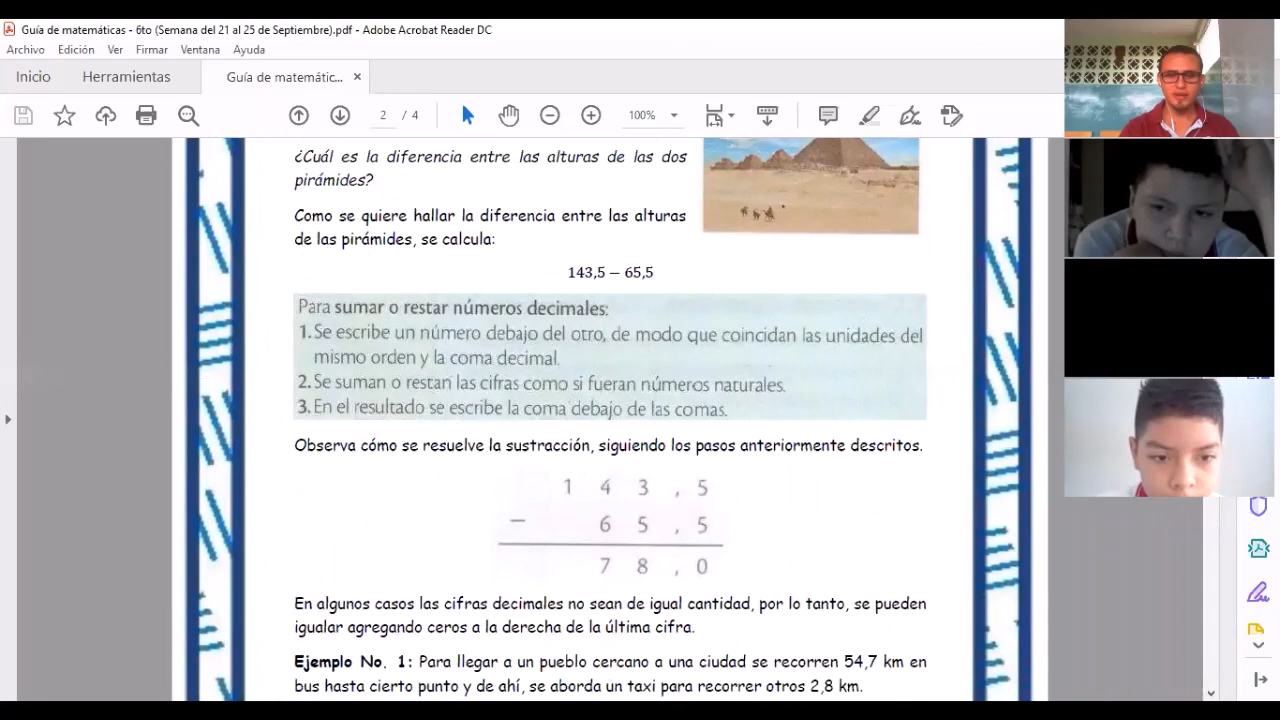 Guía de matemáticas - 6to (Semana del 21 al 25 de Septiembre).pdf - Adobe Acrobat Reader DC
Archivo Edición Ver Firmar Ventana Ayuda
Inicio Herramientas Guía de matemátic... ×
2 / 4 100%
¿Cuál es la diferencia entre las alturas de las dos
pirámides?
Como se quiere hallar la diferencia entre las alturas
de las pirámides, se calcula:
143,5 – 65,5
Para sumar o restar números decimales:
1. Se escribe un número debajo del otro, de modo que coincidan las unidades del
mismo orden y la coma decimal.
2. Se suman o restan las cifras como si fueran números naturales.
3. En el resultado se escribe la coma debajo de las comas.
Observa cómo se resuelve la sustracción, siguiendo los pasos anteriormente descritos.
1 4 3 , 5
– 6 5 , 5
7 8 , 0
En algunos casos las cifras decimales no sean de igual cantidad, por lo tanto, se pueden
igualar agregando ceros a la derecha de la última cifra.
Ejemplo No. 1: Para llegar a un pueblo cercano a una ciudad se recorren 54,7 km en
bus hasta cierto punto y de ahí, se aborda un taxi para recorrer otros 2,8 km.